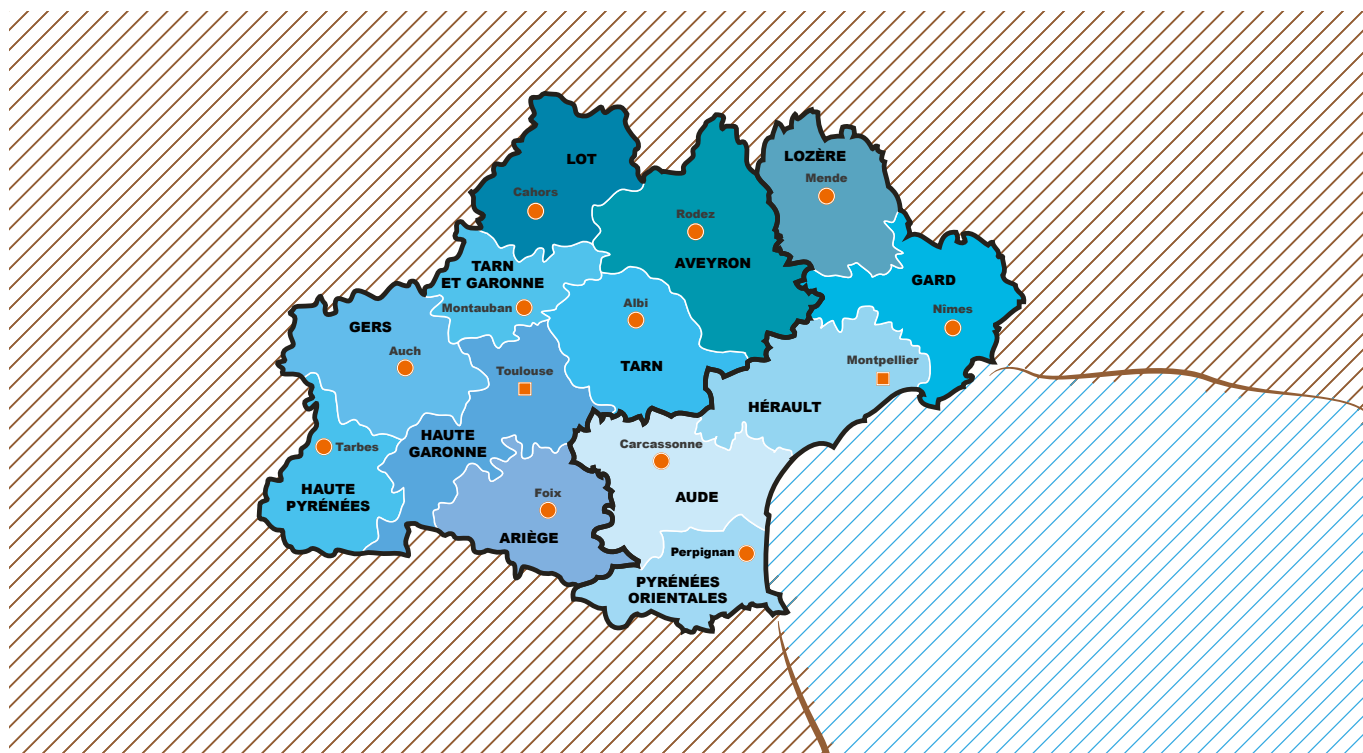 LOT
LOZÈRE
Mende
Cahors
Rodez
AVEYRON
TARN
ET GARONNE
GARD
Montauban
Albi
Nîmes
GERS
Auch
Toulouse
TARN
Montpellier
HÉRAULT
HAUTE
GARONNE
Tarbes
Carcassonne
HAUTE
PYRÉNÉES
Foix
AUDE
ARIÈGE
Perpignan
PYRÉNÉES
ORIENTALES